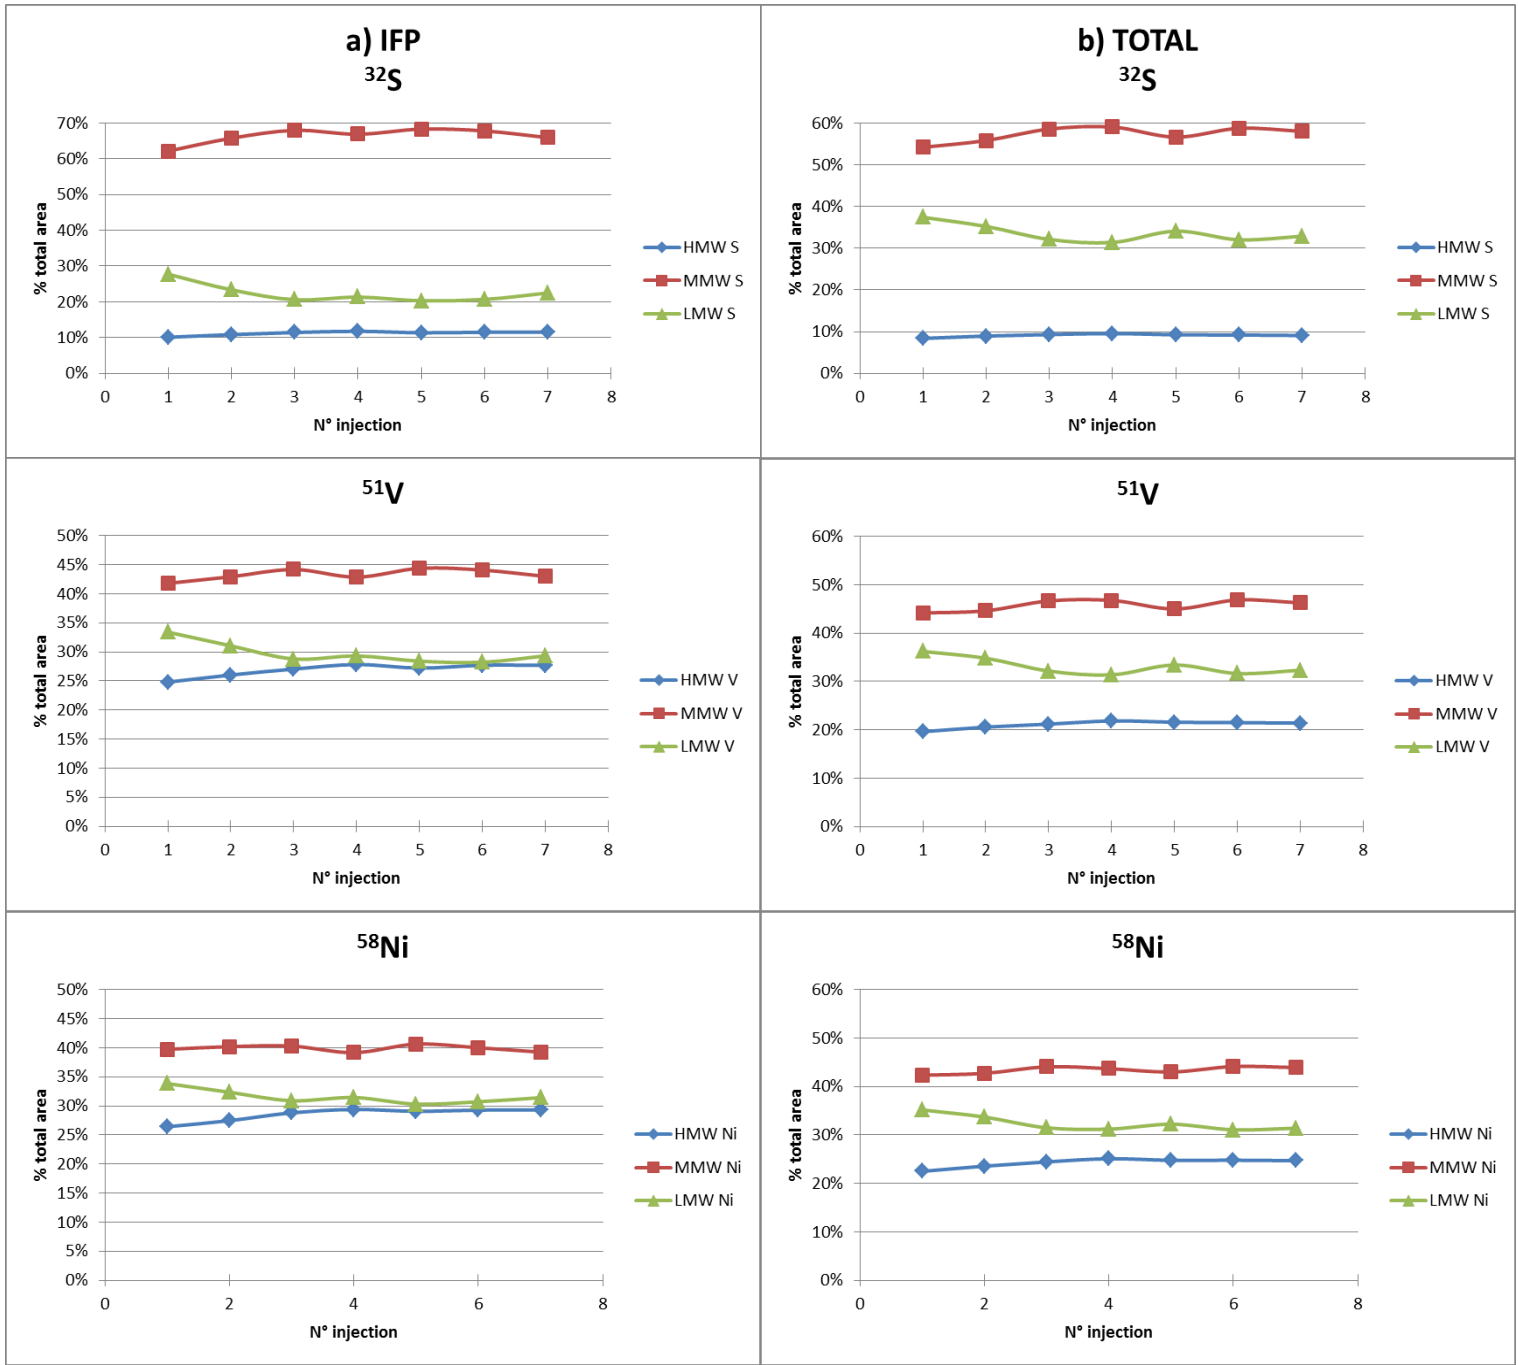 a) IFP
³²S
70%
60%
50%
40%
30%
20%
10%
0%
% total area
0 1 2 3 4 5 6 7 8
N° injection
HMW S
MMW S
LMW S
b) TOTAL
³²S
60%
50%
40%
30%
20%
10%
0%
% total area
0 1 2 3 4 5 6 7 8
N° injection
HMW S
MMW S
LMW S
⁵¹V
50%
45%
40%
35%
30%
25%
20%
15%
10%
5%
0%
% total area
0 1 2 3 4 5 6 7 8
N° injection
HMW V
MMW V
LMW V
⁵¹V
60%
50%
40%
30%
20%
10%
0%
% total area
0 1 2 3 4 5 6 7 8
N° injection
HMW V
MMW V
LMW V
⁵⁸Ni
50%
45%
40%
35%
30%
25%
20%
15%
10%
5%
0%
% total area
0 2 4 6 8
N° injection
HMW Ni
MMW Ni
LMW Ni
⁵⁸Ni
60%
50%
40%
30%
20%
10%
0%
% total area
0 2 4 6 8
N° injection
HMW Ni
MMW Ni
LMW Ni